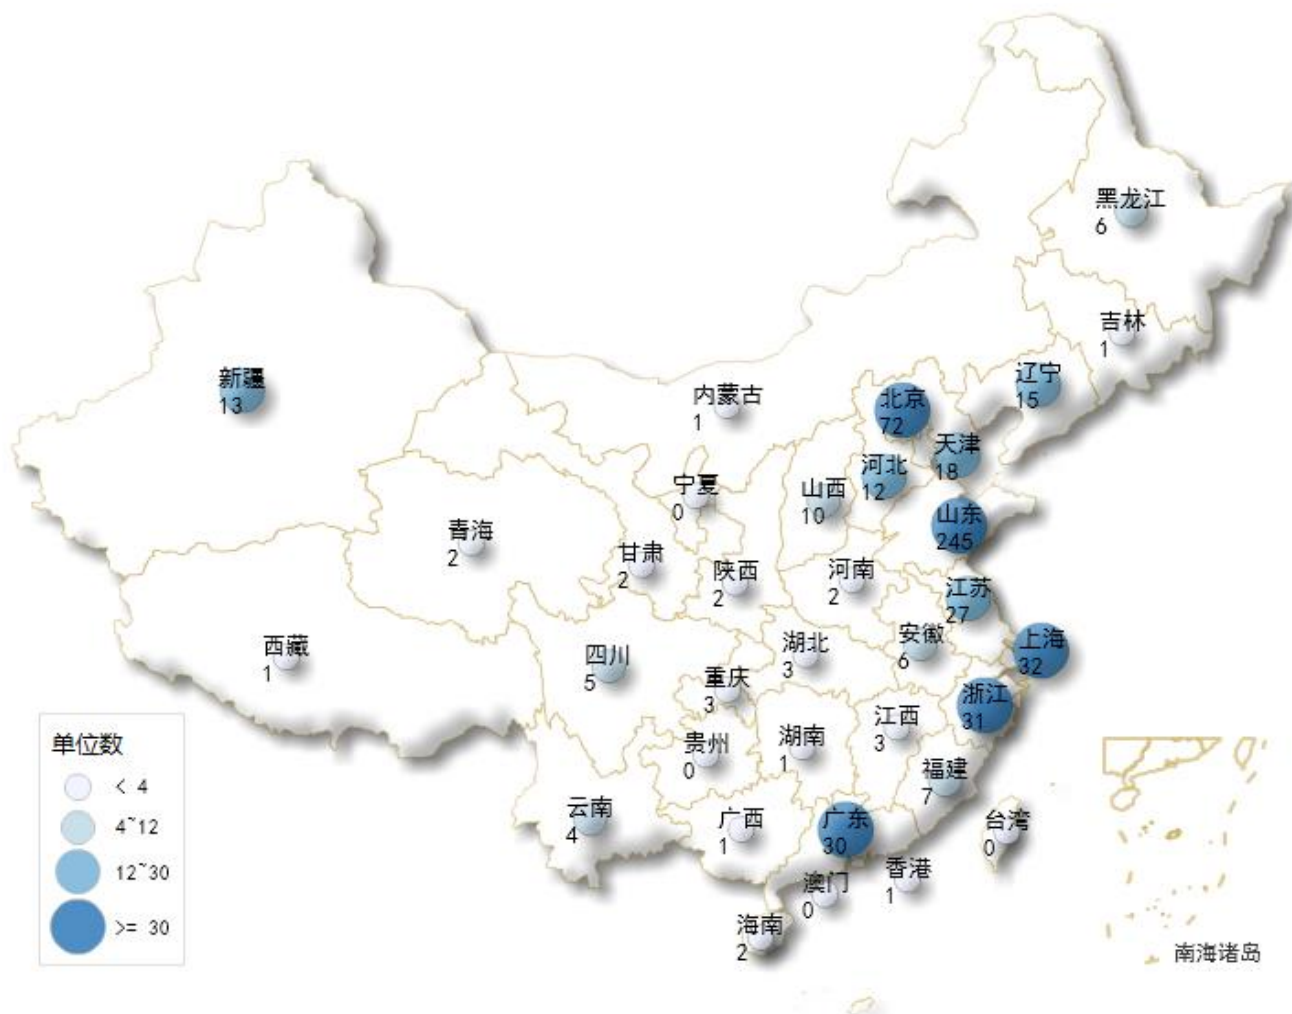 黑龙江
6
吉林
1
新疆
13
辽宁
15
内蒙古
1
北京
72
天津
18
河北
12
宁夏
0
山西
10
山东
245
青海
2
甘肃
2
陕西
2
河南
2
江苏
27
西藏
1
四川
5
湖北
3
安徽
6
上海
32
重庆
3
浙江
31
贵州
0
湖南
1
江西
3
福建
7
云南
4
广西
1
广东
30
台湾
0
澳门
0
香港
1
海南
2
单位数
< 4
4~12
12~30
>= 30
南海诸岛